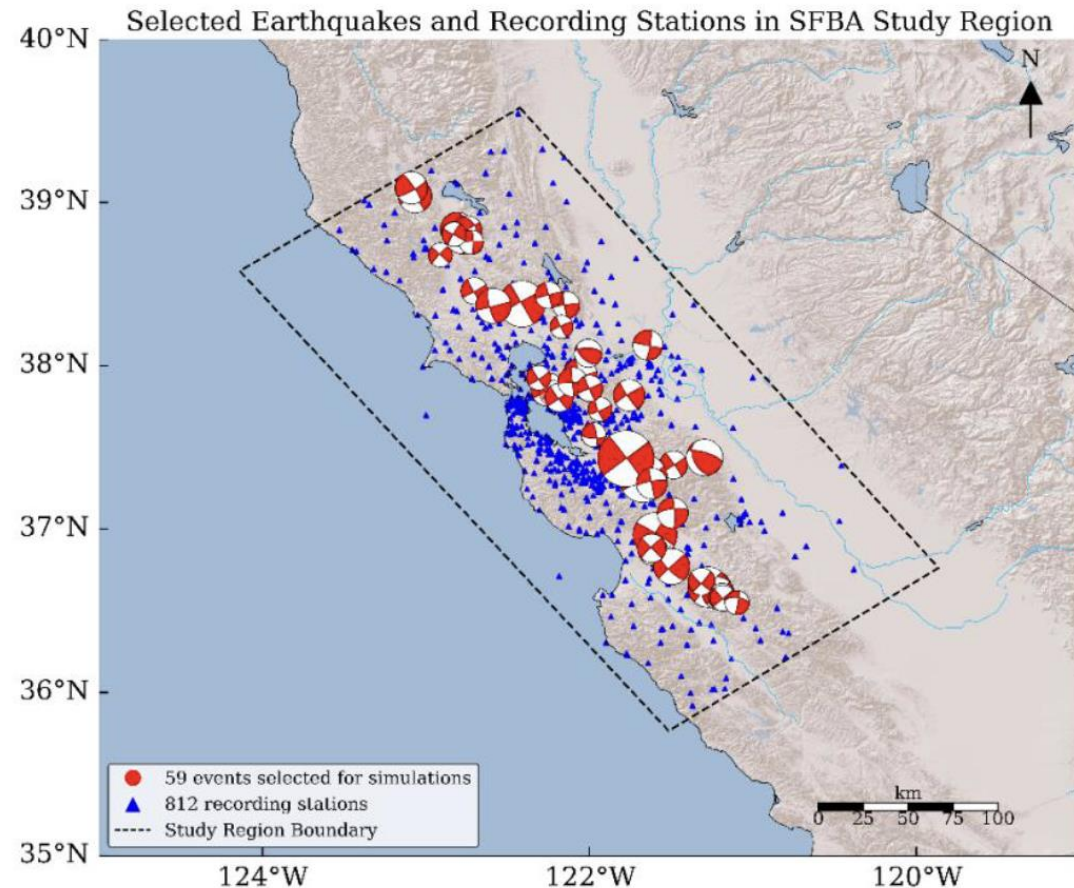 Selected Earthquakes and Recording Stations in SFBA Study Region
40°N
N
39°N
38°N
37°N
36°N
59 events selected for simulations
812 recording stations
Study Region Boundary
km
0 25 50 75 100
35°N
124°W 122°W 120°W